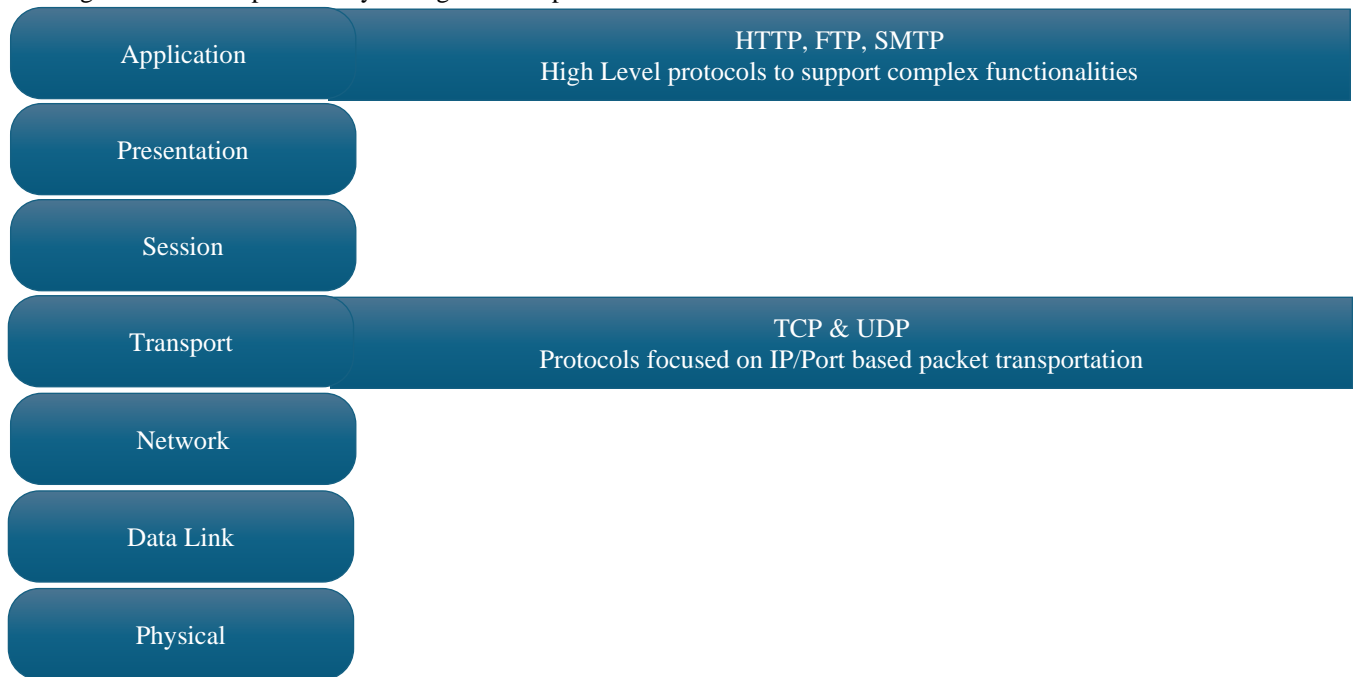 Application
HTTP, FTP, SMTP
High Level protocols to support complex functionalities
Presentation
Session
Transport
TCP & UDP
Protocols focused on IP/Port based packet transportation
Network
Data Link
Physical